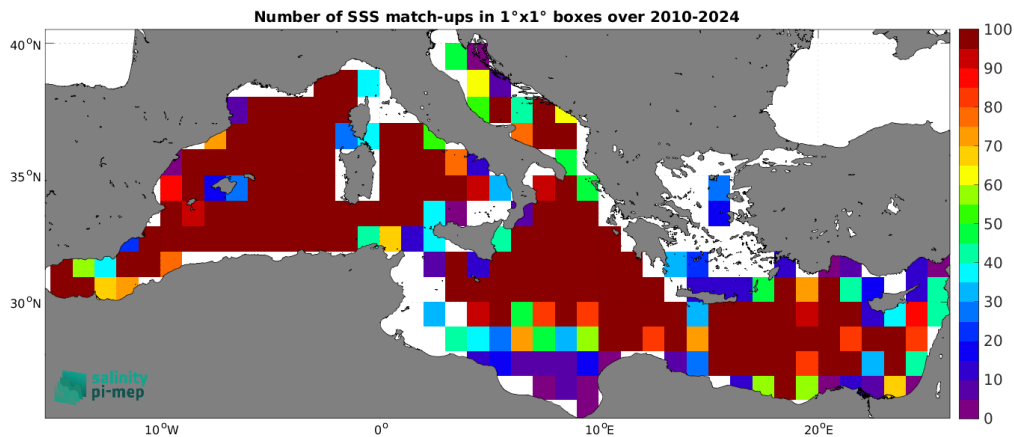 Number of SSS match-ups in 1°x1° boxes over 2010-2024
40°N
35°N
30°N
10°W
0°
10°E
20°E
100
90
80
70
60
50
40
30
20
10
0
salinity
pi-mep